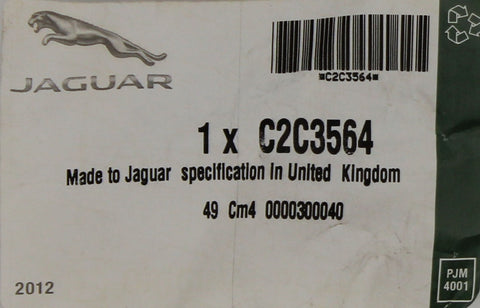 JAGUAR
*C2C3564*
1 x C2C3564
Made to Jaguar specification in United Kingdom
49 Cm4 0000300040
2012
PJM
4001